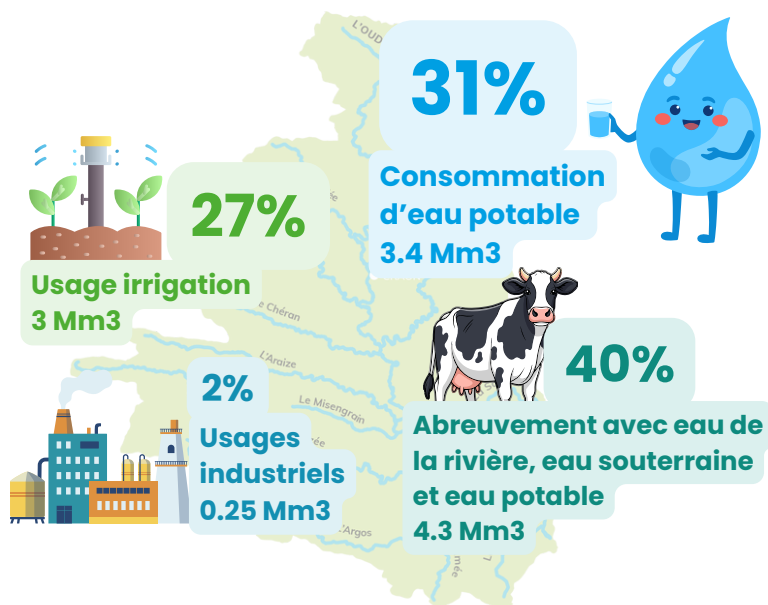 L'OUD
31%
Consommation
d'eau potable
3.4 Mm3
27%
Usage irrigation
3 Mm3
Chéran
L'Araize
Le Misengrain
2%
Usages
industriels
0.25 Mm3
40%
Abreuvement avec eau de
la rivière, eau souterraine
et eau potable
4.3 Mm3
'Argos